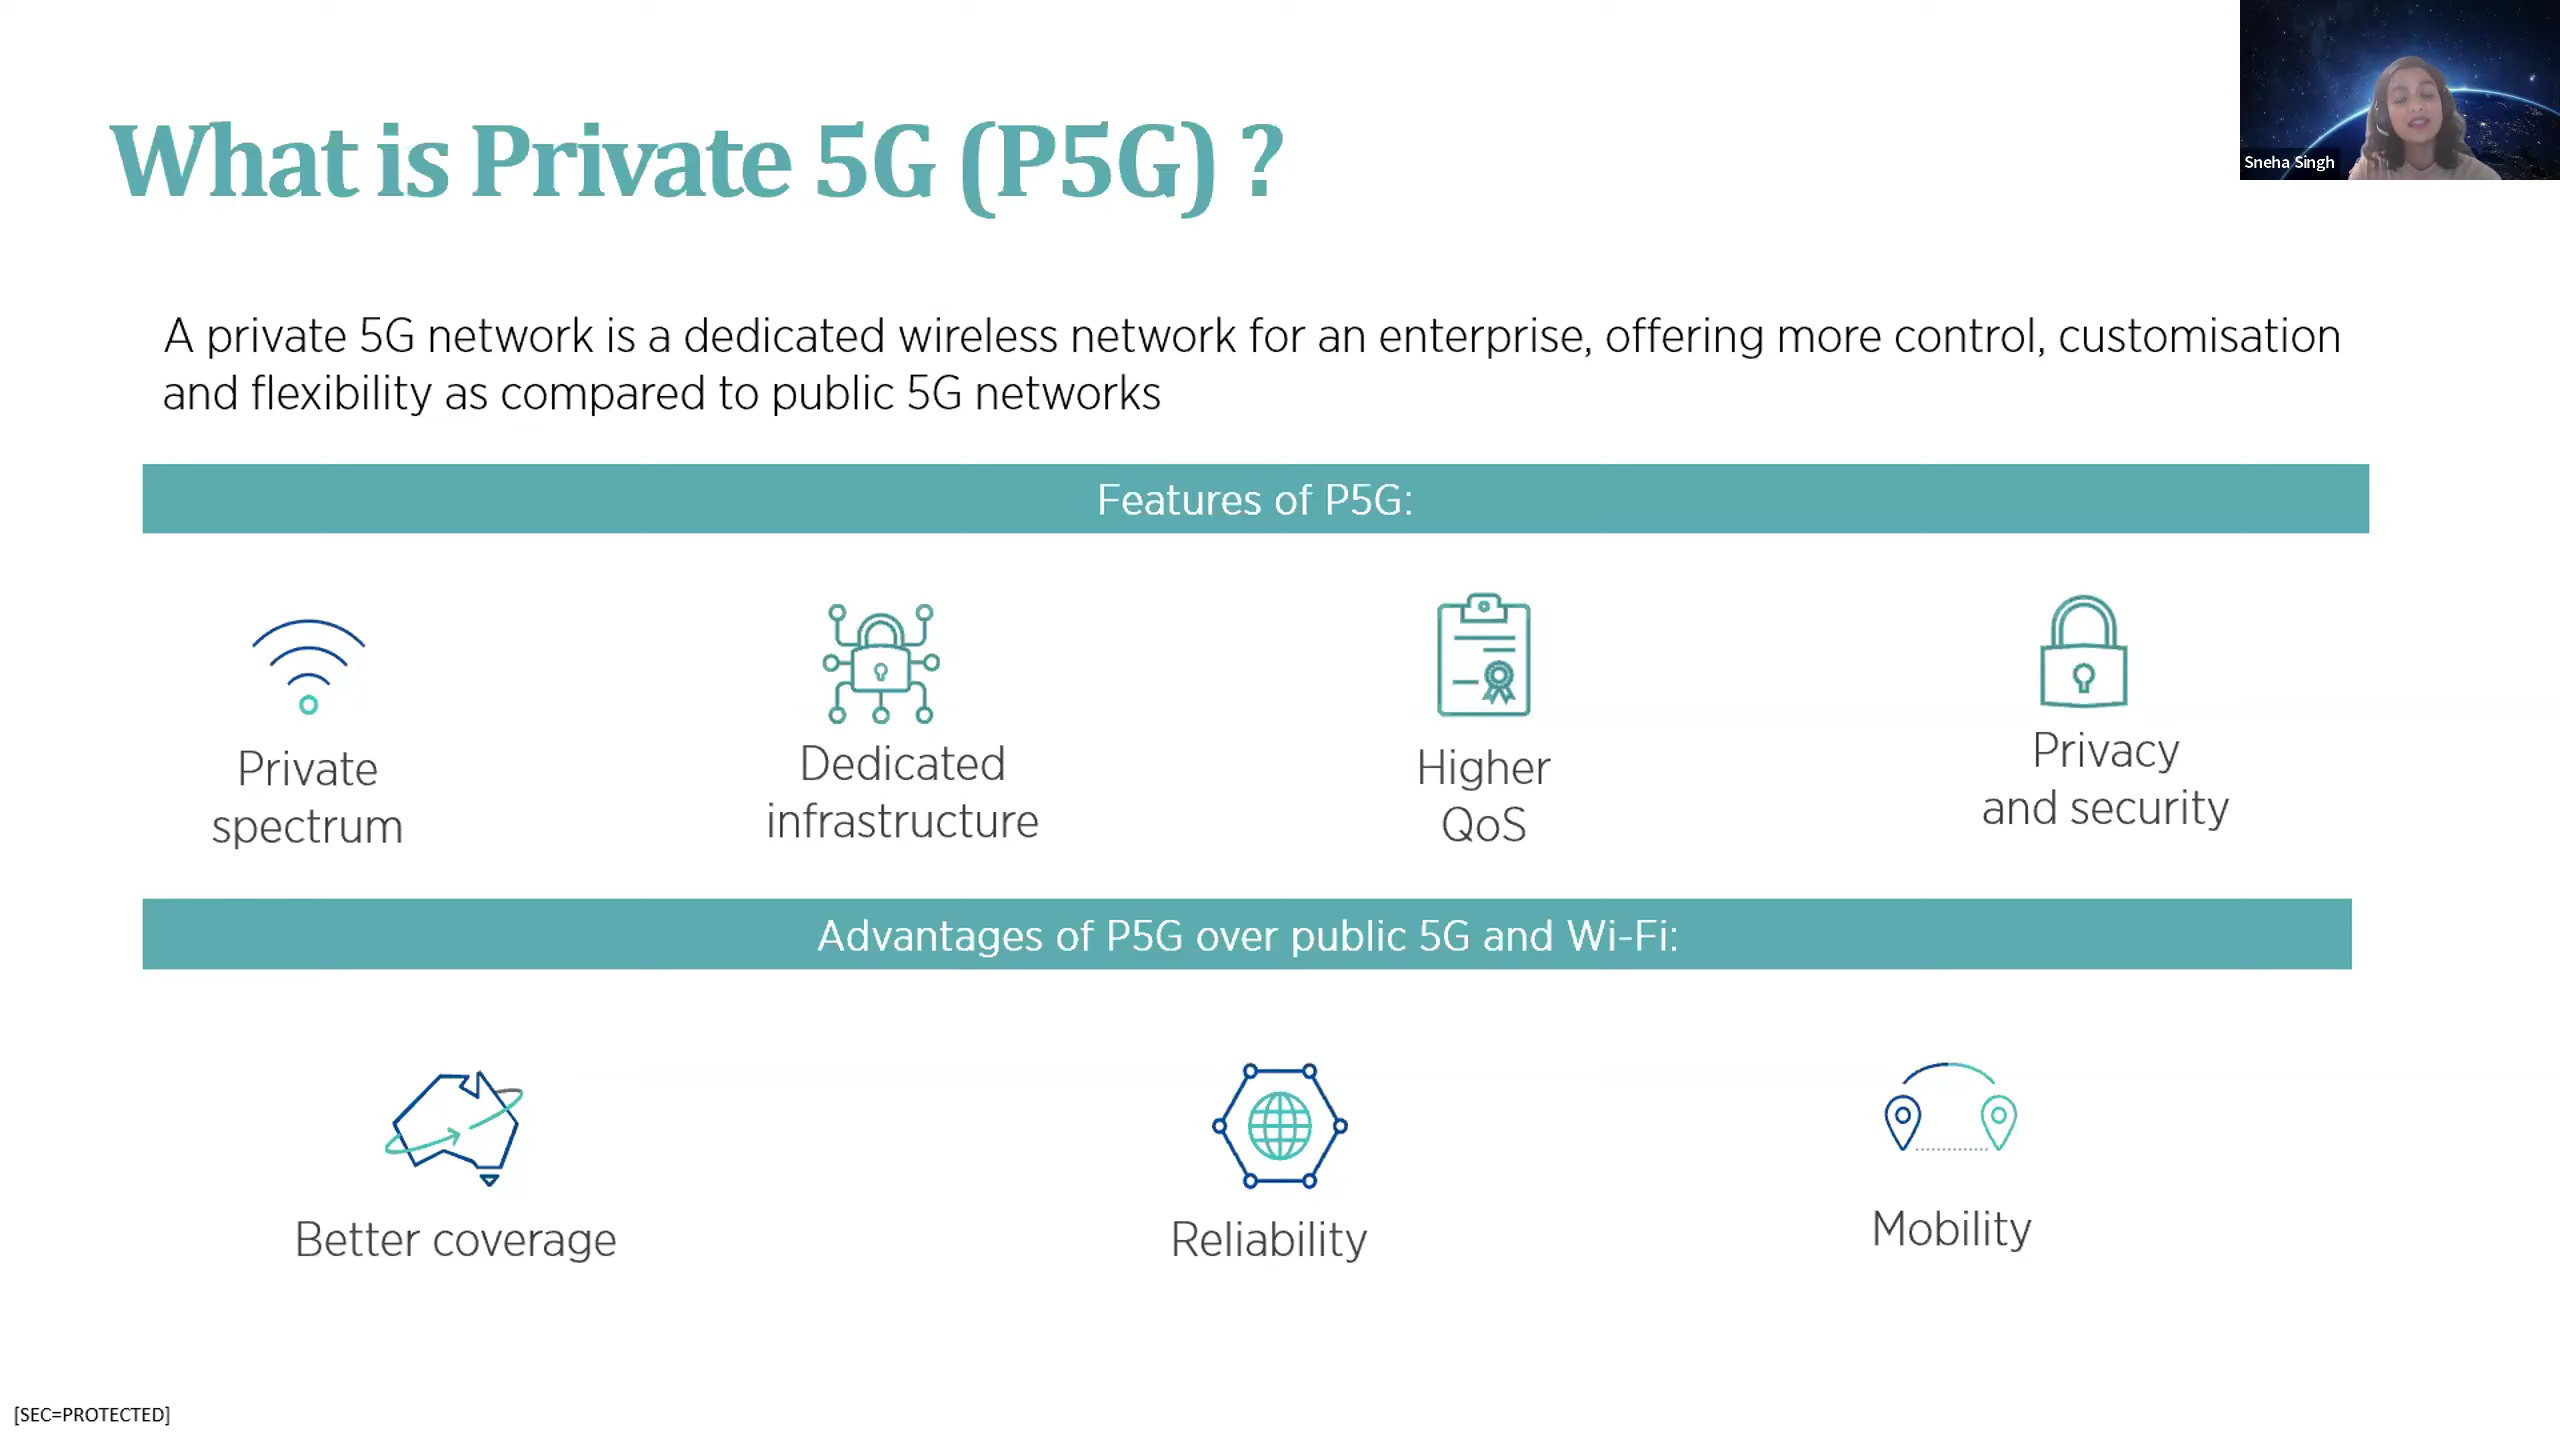 What is Private 5G (P5G) ?
Sneha Singh
A private 5G network is a dedicated wireless network for an enterprise, offering more control, customisation
and flexibility as compared to public 5G networks
Features of P5G:
Private
spectrum
Dedicated
infrastructure
Higher
QoS
Privacy
and security
Advantages of P5G over public 5G and Wi-Fi:
Better coverage
Reliability
Mobility
[SEC=PROTECTED]